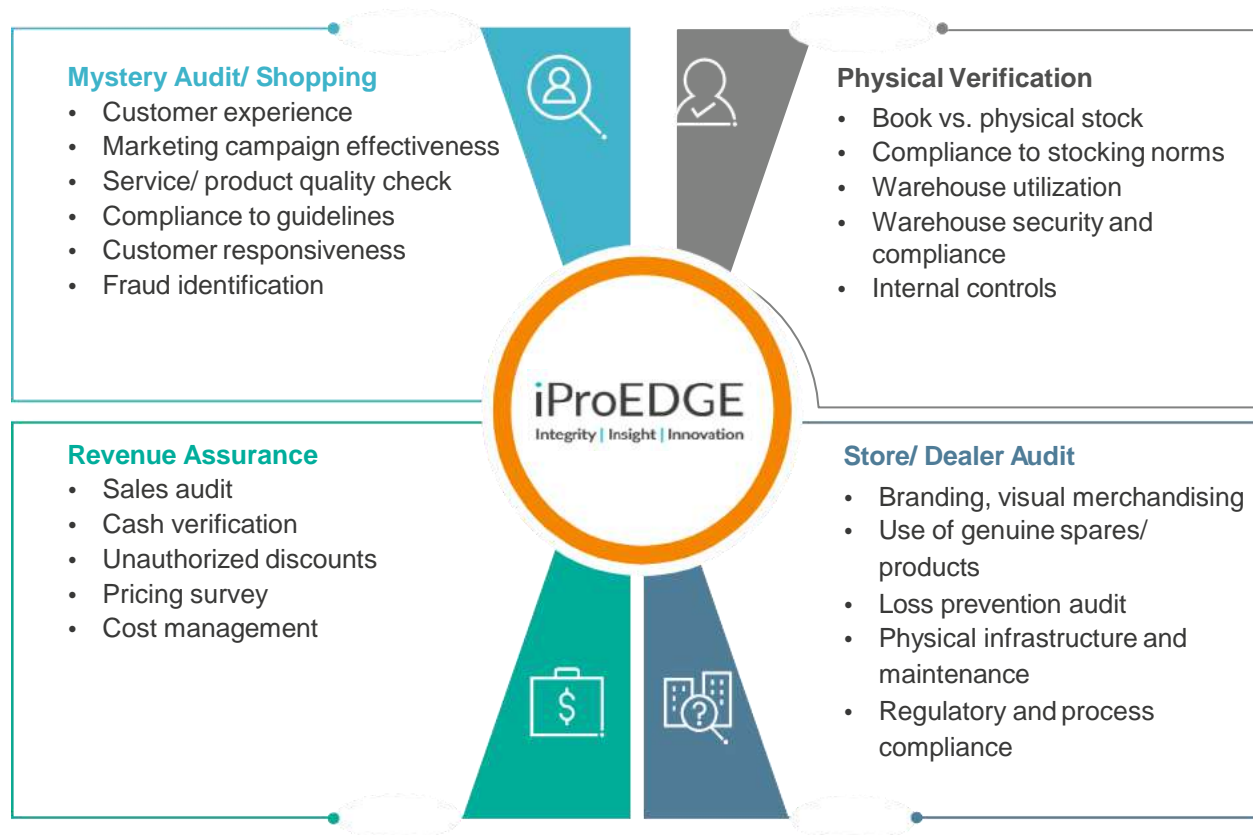 Mystery Audit/ Shopping
• Customer experience
• Marketing campaign effectiveness
• Service/ product quality check
• Compliance to guidelines
• Customer responsiveness
• Fraud identification
Physical Verification
• Book vs. physical stock
• Compliance to stocking norms
• Warehouse utilization
• Warehouse security and
compliance
• Internal controls
iProEDGE
Integrity | Insight | Innovation
Revenue Assurance
• Sales audit
• Cash verification
• Unauthorized discounts
• Pricing survey
• Cost management
$
Store/ Dealer Audit
• Branding, visual merchandising
• Use of genuine spares/
products
• Loss prevention audit
• Physical infrastructure and
maintenance
• Regulatory and process
compliance
?